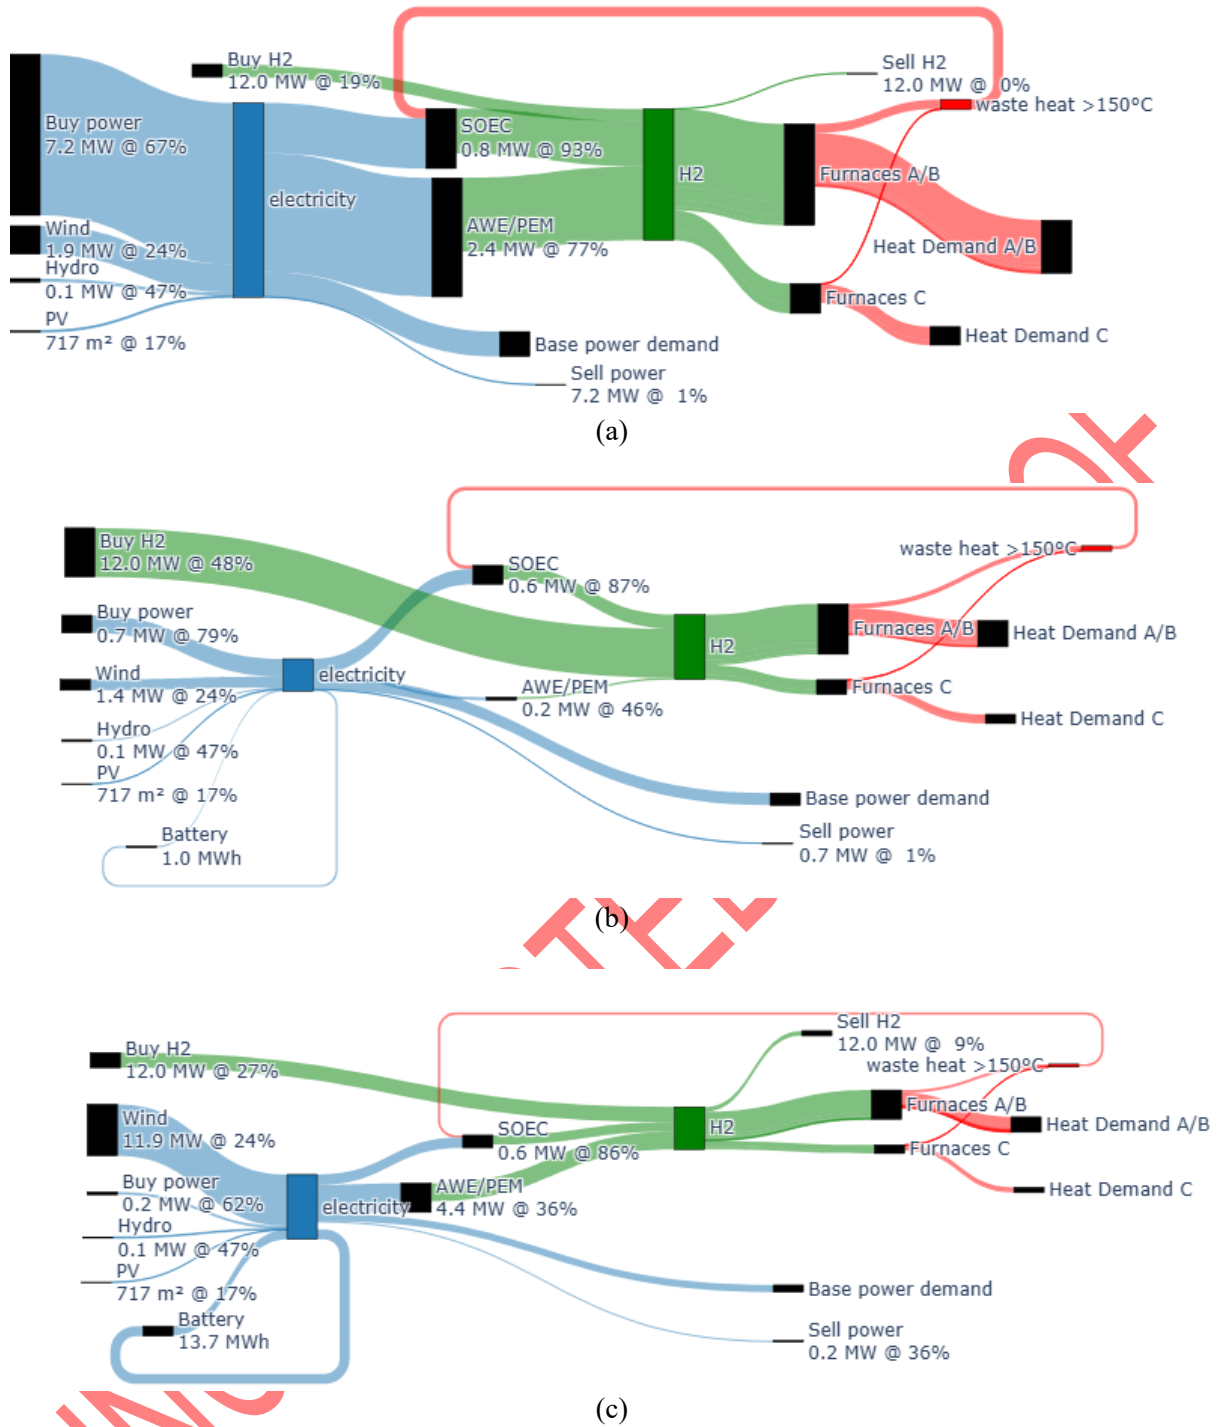 Buy H2
12.0 MW @ 19%
Sell H2
12.0 MW @ 0%
waste heat >150ºC
Buy power
7.2 MW @ 67%
SOEC
0.8 MW @ 93%
H2
Furnaces A/B
electricity
AWE/PEM
2.4 MW @ 77%
Heat Demand A/B
Wind
1.9 MW @ 24%
Hydro
0.1 MW @ 47%
PV
717 m² @ 17%
Furnaces C
Heat Demand C
Base power demand
Sell power
7.2 MW @ 1%
(a)
Buy H2
12.0 MW @ 48%
SOEC
0.6 MW @ 87%
waste heat >150ºC
Buy power
0.7 MW @ 79%
Furnaces A/B
Heat Demand A/B
H2
Wind
1.4 MW @ 24%
electricity
AWE/PEM
0.2 MW @ 46%
Furnaces C
Heat Demand C
Hydro
0.1 MW @ 47%
PV
717 m² @ 17%
Base power demand
Battery
1.0 MWh
Sell power
0.7 MW @ 1%
(b)
Sell H2
12.0 MW @ 9%
Buy H2
12.0 MW @ 27%
waste heat >150ºC
Wind
11.9 MW @ 24%
Furnaces A/B
Heat Demand A/B
SOEC
0.6 MW @ 86%
H2
Furnaces C
Buy power
0.2 MW @ 62%
electricity
AWE/PEM
4.4 MW @ 36%
Heat Demand C
Hydro
0.1 MW @ 47%
PV
717 m² @ 17%
Base power demand
Battery
13.7 MWh
Sell power
0.2 MW @ 36%
(c)